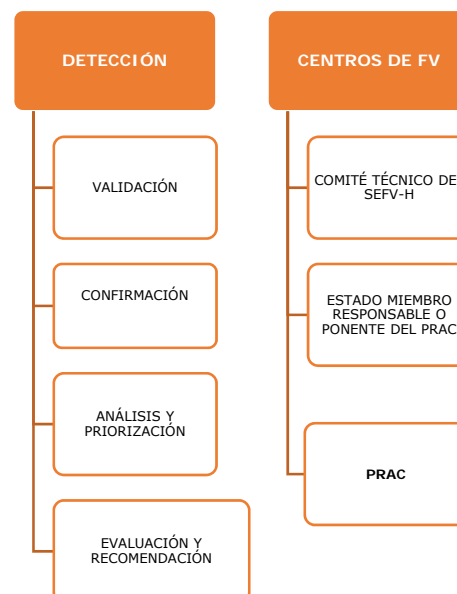 DETECCIÓN
VALIDACIÓN
CONFIRMACIÓN
ANÁLISIS Y
PRIORIZACIÓN
EVALUACIÓN Y
RECOMENDACIÓN
CENTROS DE FV
COMITÉ TÉCNICO DE
SEFV-H
ESTADO MIEMBRO
RESPONSABLE O
PONENTE DEL PRAC
PRAC